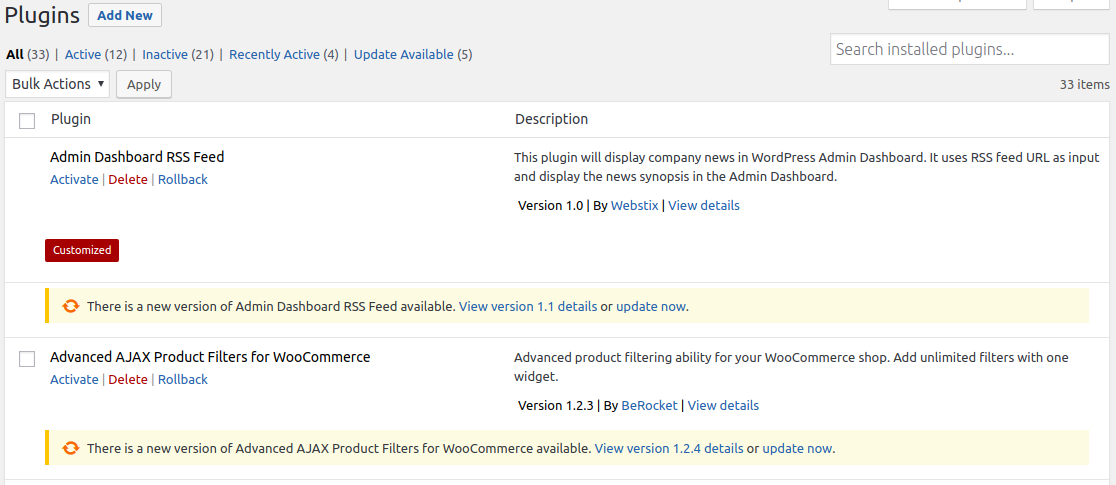 Plugins Add New
All (33) | Active (12) | Inactive (21) | Recently Active (4) | Update Available (5)
Search installed plugins...
Bulk Actions Apply
33 items
Plugin Description
Admin Dashboard RSS Feed
Activate | Delete | Rollback
This plugin will display company news in WordPress Admin Dashboard. It uses RSS feed URL as input
and display the news synopsis in the Admin Dashboard.
Version 1.0 | By Webstix | View details
Customized
There is a new version of Admin Dashboard RSS Feed available. View version 1.1 details or update now.
Advanced AJAX Product Filters for WooCommerce
Activate | Delete | Rollback
Advanced product filtering ability for your WooCommerce shop. Add unlimited filters with one
widget.
Version 1.2.3 | By BeRocket | View details
There is a new version of Advanced AJAX Product Filters for WooCommerce available. View version 1.2.4 details or update now.